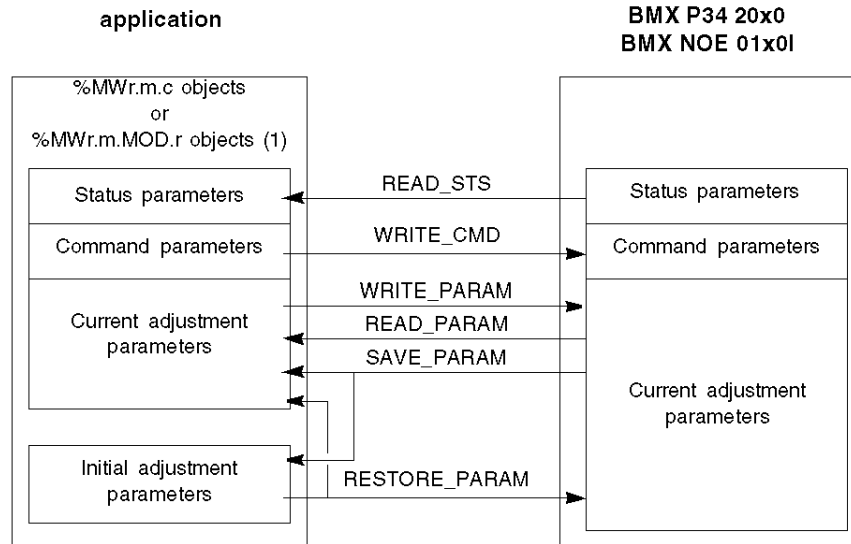 application
BMX P34 20x0
BMX NOE 01x0I
%MWr.m.c objects
or
%MWr.m.MOD.r objects (1)
Status parameters
READ_STS
Status parameters
Command parameters
WRITE_CMD
Command parameters
WRITE_PARAM
Current adjustment
parameters
READ_PARAM
SAVE_PARAM
Current adjustment
parameters
Initial adjustment
parameters
RESTORE_PARAM